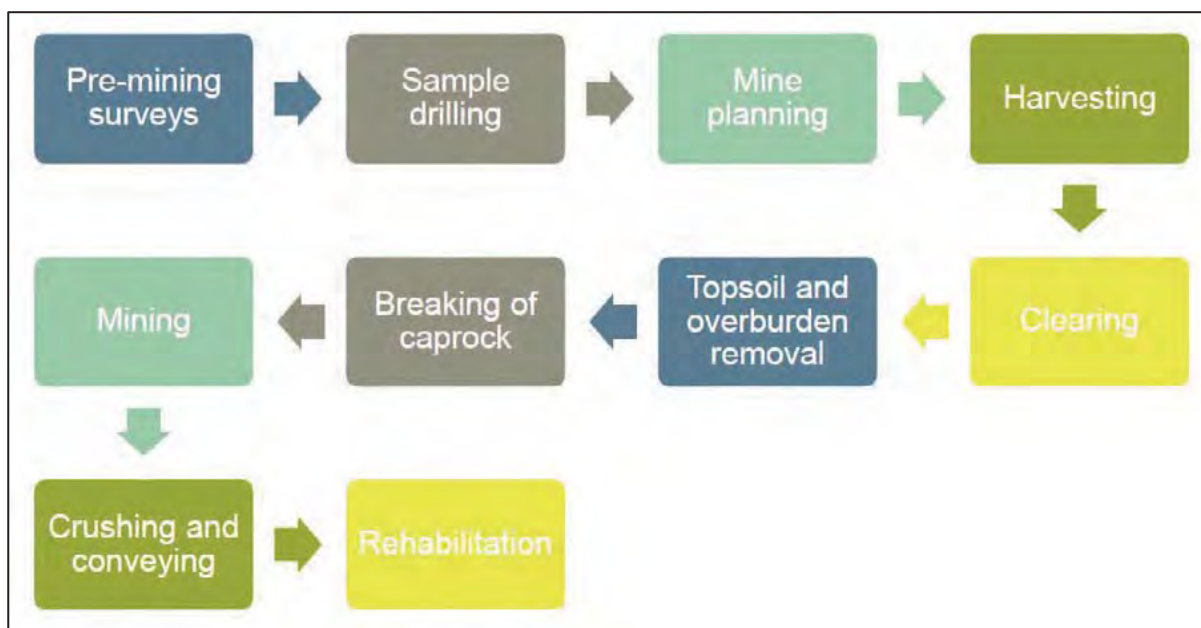 Pre-mining
surveys
Sample
drilling
Mine
planning
Harvesting
Clearing
Topsoil and
overburden
removal
Breaking of
caprock
Mining
Crushing and
conveying
Rehabilitation